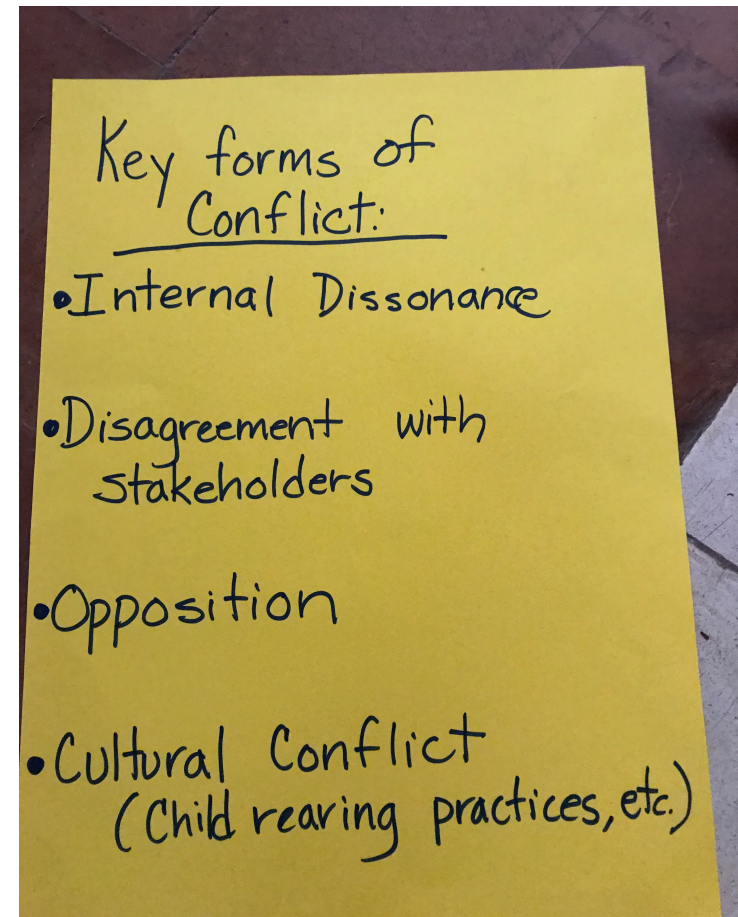 Key forms of
Conflict:
•Internal Dissonance
•Disagreement with
stakeholders
•Opposition
•Cultural Conflict
(Child rearing practices, etc.)